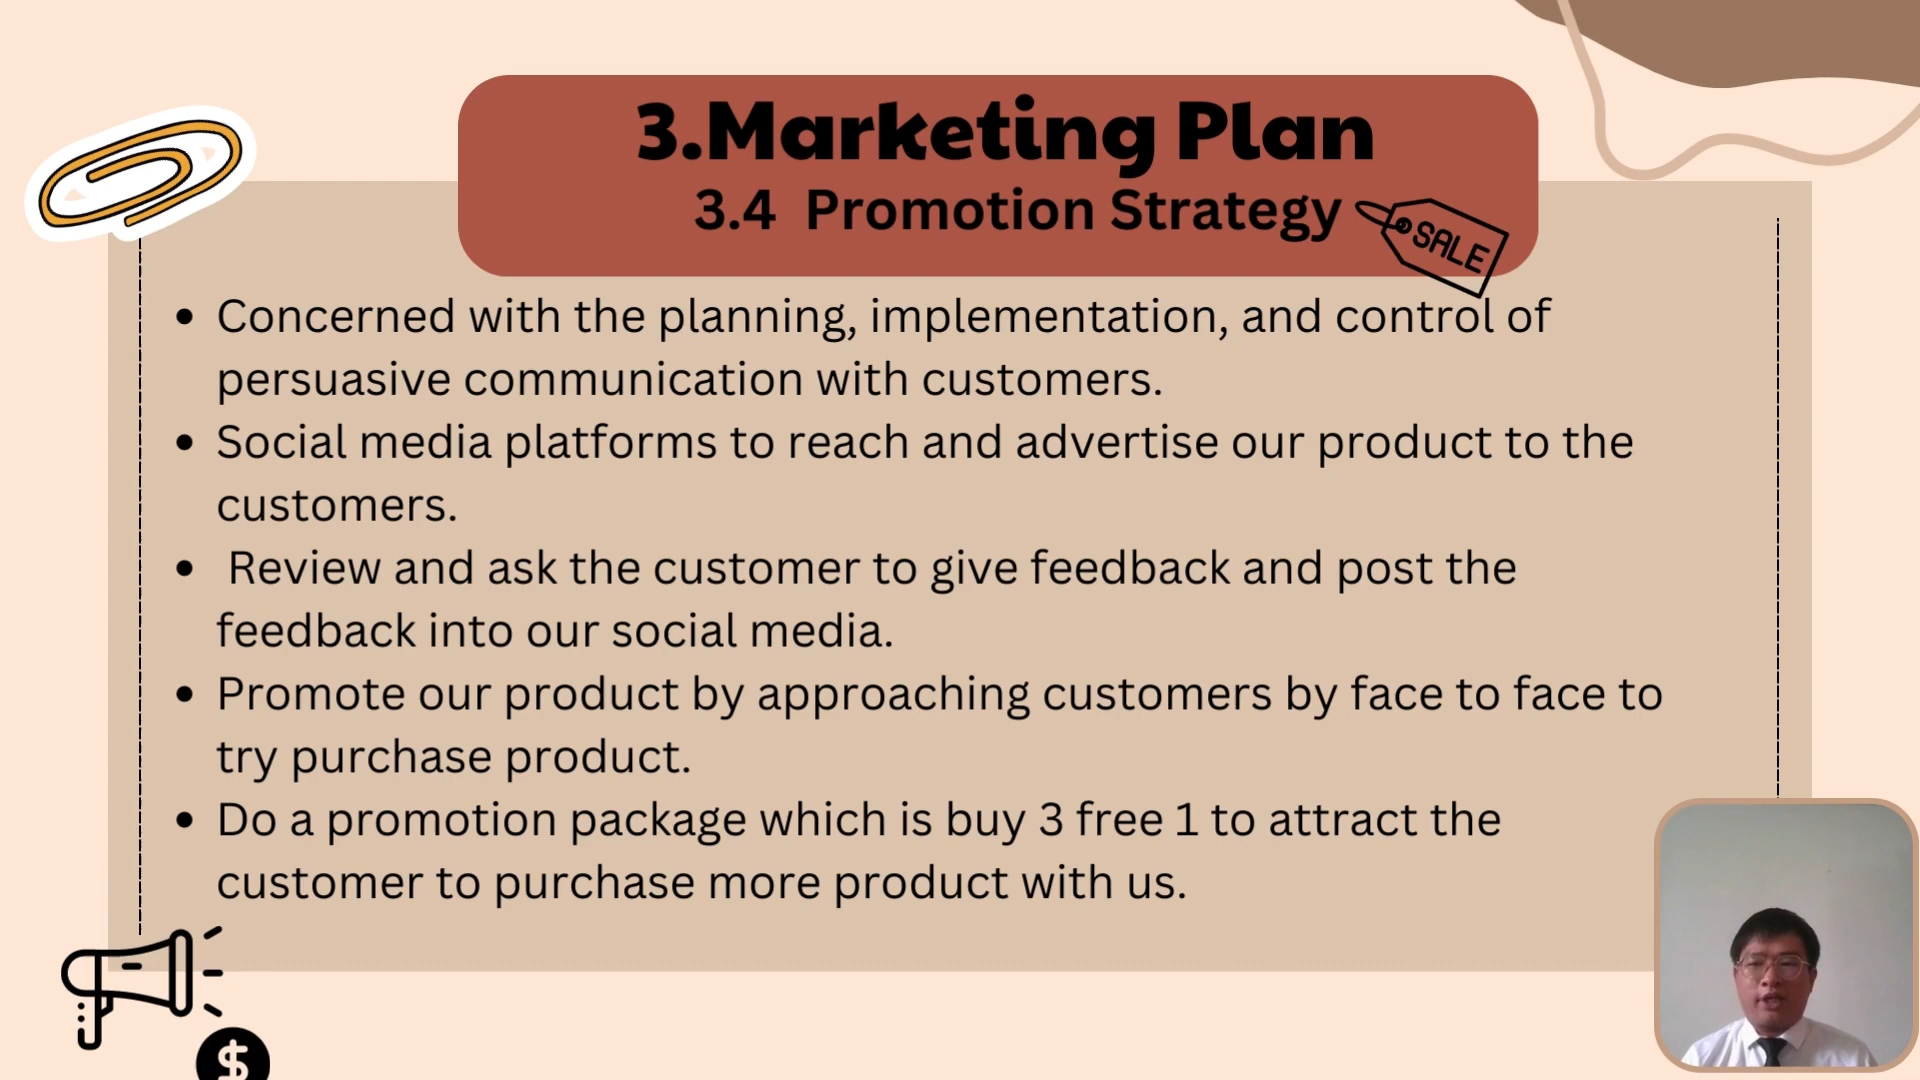 3.Marketing Plan
3.4 Promotion Strategy
SALE
• Concerned with the planning, implementation, and control of
persuasive communication with customers.
• Social media platforms to reach and advertise our product to the
customers.
• Review and ask the customer to give feedback and post the
feedback into our social media.
• Promote our product by approaching customers by face to face to
try purchase product.
• Do a promotion package which is buy 3 free 1 to attract the
customer to purchase more product with us.
$